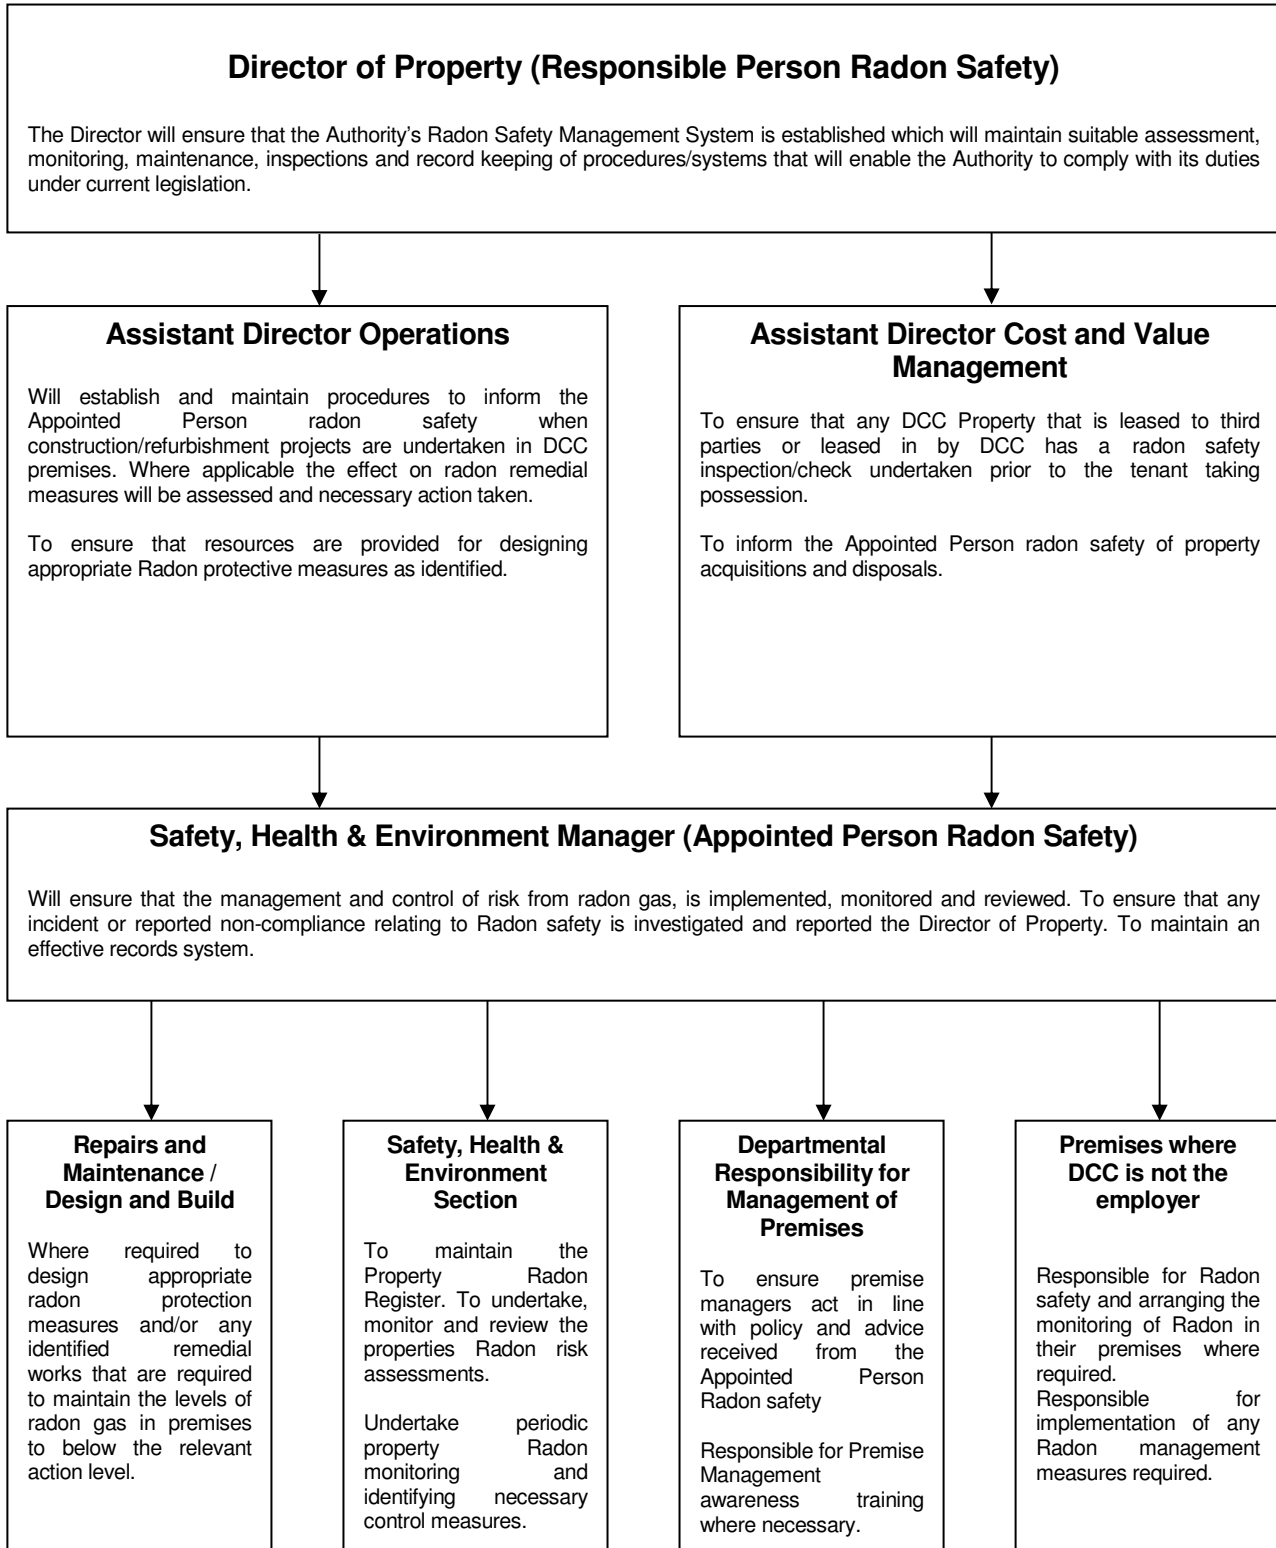 Director of Property (Responsible Person Radon Safety)
The Director will ensure that the Authority's Radon Safety Management System is established which will maintain suitable assessment,
monitoring, maintenance, inspections and record keeping of procedures/systems that will enable the Authority to comply with its duties
under current legislation.
Assistant Director Operations
Will establish and maintain procedures to inform the
Appointed Person radon safety when
construction/refurbishment projects are undertaken in DCC
premises. Where applicable the effect on radon remedial
measures will be assessed and necessary action taken.
To ensure that resources are provided for designing
appropriate Radon protective measures as identified.
Assistant Director Cost and Value
Management
To ensure that any DCC Property that is leased to third
parties or leased in by DCC has a radon safety
inspection/check undertaken prior to the tenant taking
possession.
To inform the Appointed Person radon safety of property
acquisitions and disposals.
Safety, Health & Environment Manager (Appointed Person Radon Safety)
Will ensure that the management and control of risk from radon gas, is implemented, monitored and reviewed. To ensure that any
incident or reported non-compliance relating to Radon safety is investigated and reported the Director of Property. To maintain an
effective records system.
Repairs and
Maintenance /
Design and Build
Where required to
design appropriate
radon protection
measures and/or any
identified remedial
works that are required
to maintain the levels of
radon gas in premises
to below the relevant
action level.
Safety, Health &
Environment
Section
To maintain the
Property Radon
Register. To undertake,
monitor and review the
properties Radon risk
assessments.
Undertake periodic
property Radon
monitoring and
identifying necessary
control measures.
Departmental
Responsibility for
Management of
Premises
To ensure premise
managers act in line
with policy and advice
received from the
Appointed Person
Radon safety
Responsible for Premise
Management
awareness training
where necessary.
Premises where
DCC is not the
employer
Responsible for Radon
safety and arranging the
monitoring of Radon in
their premises where
required.
Responsible for
implementation of any
Radon management
measures required.